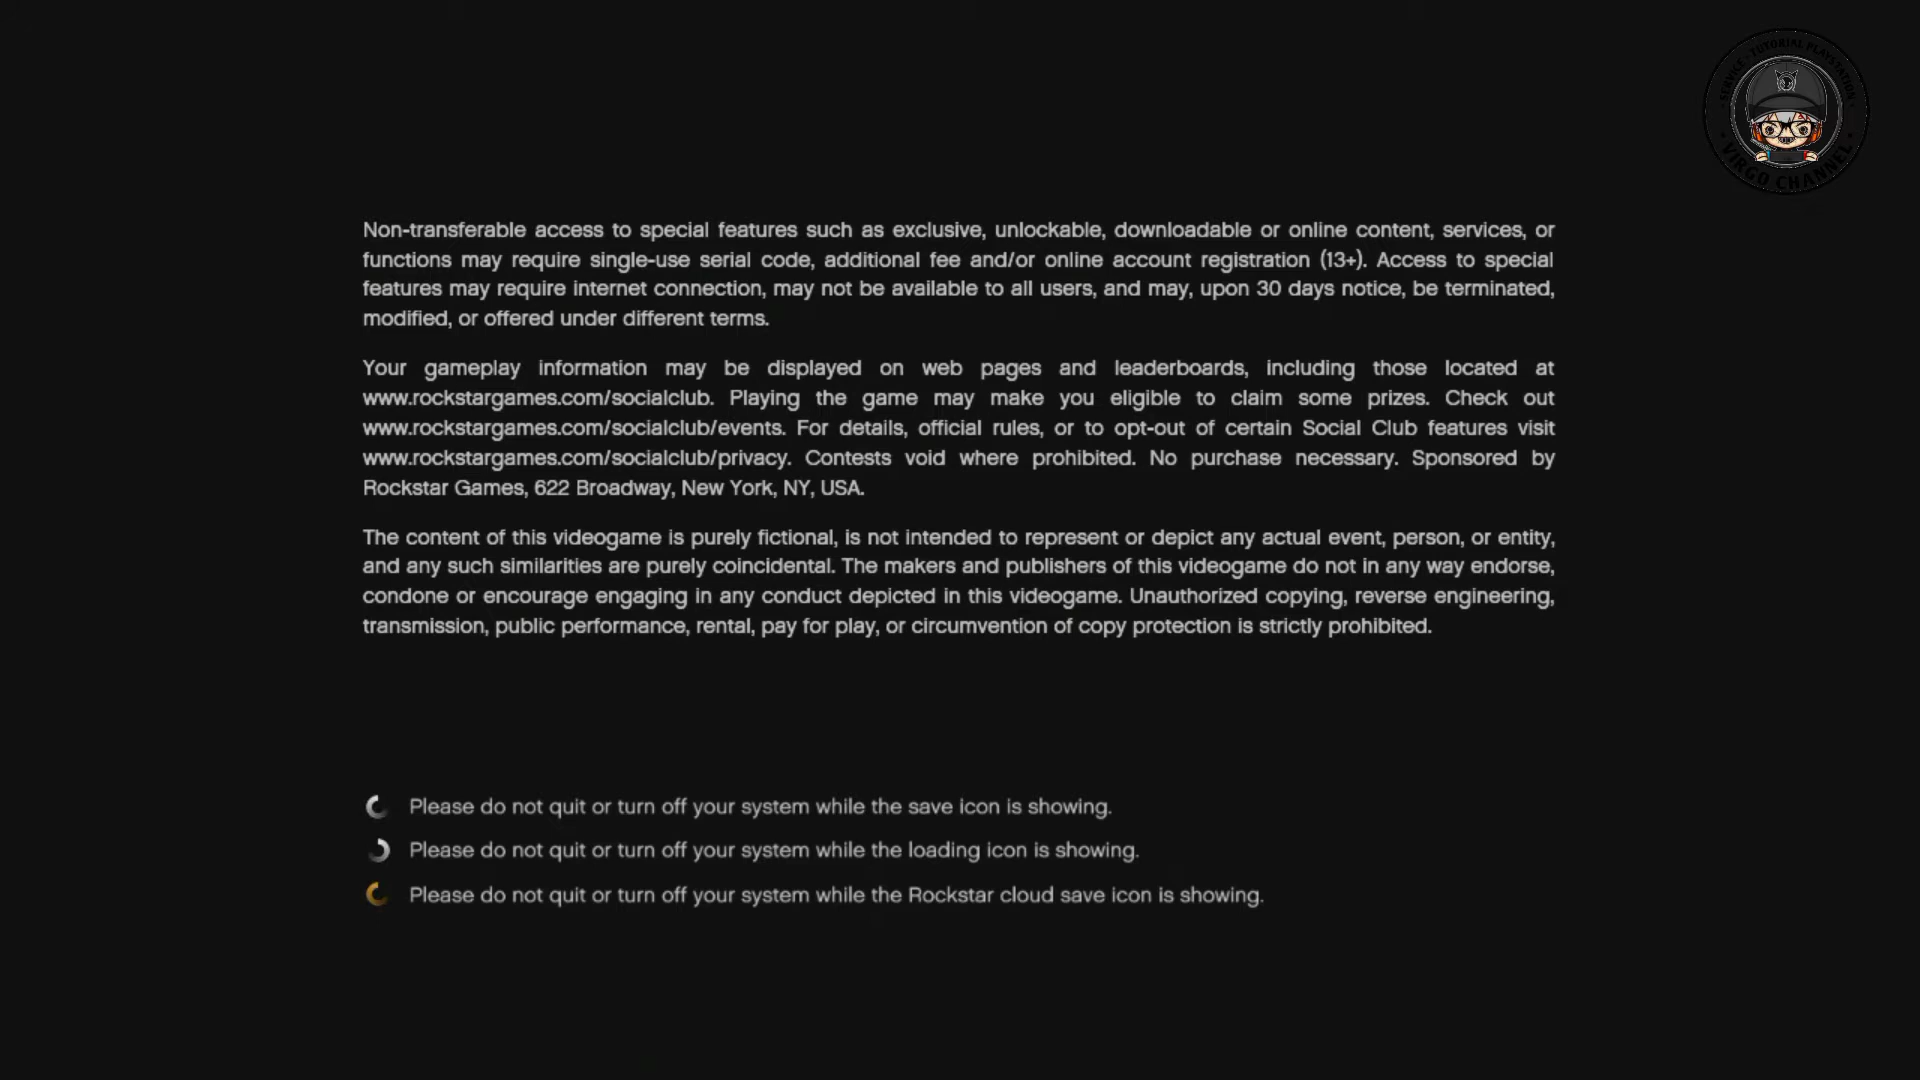 SERVICE - TUTORIAL PLAYSTATION
VIRGO CHANNEL
Non-transferable access to special features such as exclusive, unlockable, downloadable or online content, services, or
functions may require single-use serial code, additional fee and/or online account registration (13+). Access to special
features may require internet connection, may not be available to all users, and may, upon 30 days notice, be terminated,
modified, or offered under different terms.
Your gameplay information may be displayed on web pages and leaderboards, including those located at
www.rockstargames.com/socialclub. Playing the game may make you eligible to claim some prizes. Check out
www.rockstargames.com/socialclub/events. For details, official rules, or to opt-out of certain Social Club features visit
www.rockstargames.com/socialclub/privacy. Contests void where prohibited. No purchase necessary. Sponsored by
Rockstar Games, 622 Broadway, New York, NY, USA.
The content of this videogame is purely fictional, is not intended to represent or depict any actual event, person, or entity,
and any such similarities are purely coincidental. The makers and publishers of this videogame do not in any way endorse,
condone or encourage engaging in any conduct depicted in this videogame. Unauthorized copying, reverse engineering,
transmission, public performance, rental, pay for play, or circumvention of copy protection is strictly prohibited.
Please do not quit or turn off your system while the save icon is showing.
Please do not quit or turn off your system while the loading icon is showing.
Please do not quit or turn off your system while the Rockstar cloud save icon is showing.